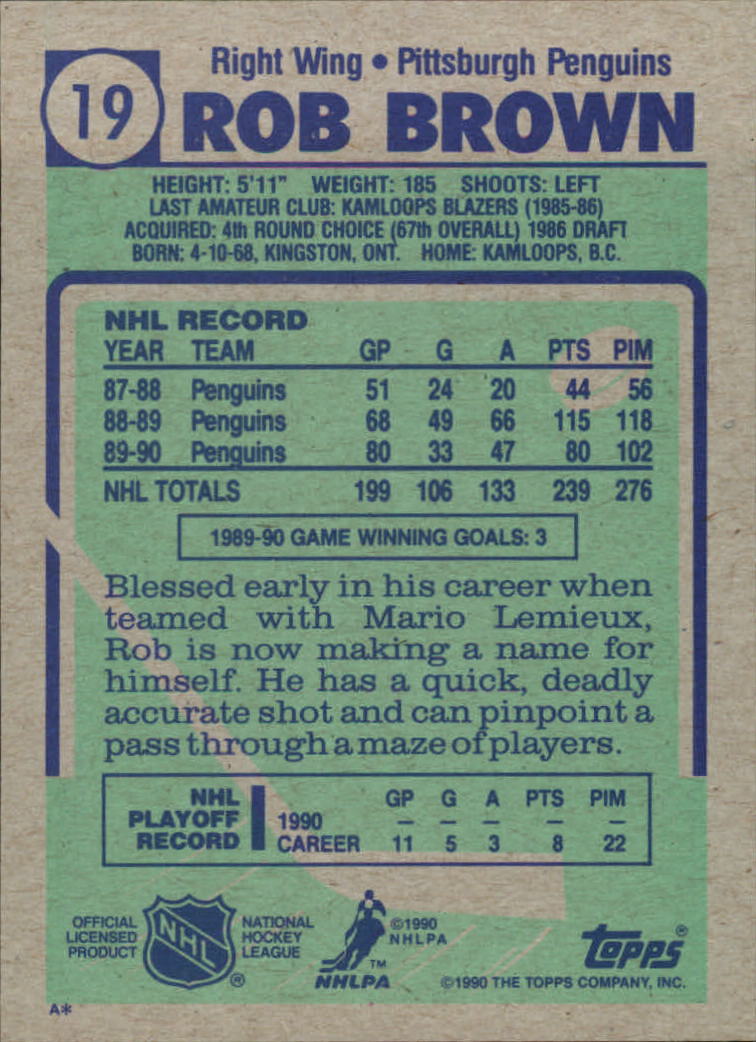 19
Right Wing • Pittsburgh Penguins
ROB BROWN
HEIGHT: 5'11" WEIGHT: 185 SHOOTS: LEFT
LAST AMATEUR CLUB: KAMLOOPS BLAZERS (1985-86)
ACQUIRED: 4th ROUND CHOICE (67th OVERALL) 1986 DRAFT
BORN: 4-10-68, KINGSTON, ONT. HOME: KAMLOOPS, B.C.
NHL RECORD
YEAR TEAM GP G A PTS PIM
87-88 Penguins 51 24 20 44 56
88-89 Penguins 68 49 66 115 118
89-90 Penguins 80 33 47 80 102
NHL TOTALS 199 106 133 239 276
1989-90 GAME WINNING GOALS: 3
Blessed early in his career when
teamed with Mario Lemieux,
Rob is now making a name for
himself. He has a quick, deadly
accurate shot and can pinpoint a
pass through a maze of players.
NHL PLAYOFF RECORD
GP G A PTS PIM
1990 – – – – –
CAREER 11 5 3 8 22
OFFICIAL
LICENSED
PRODUCT
NHL
®
NATIONAL
HOCKEY
LEAGUE
TM
NHLPA
©1990
NHLPA
TOPPS®
©1990 THE TOPPS COMPANY, INC.
A*